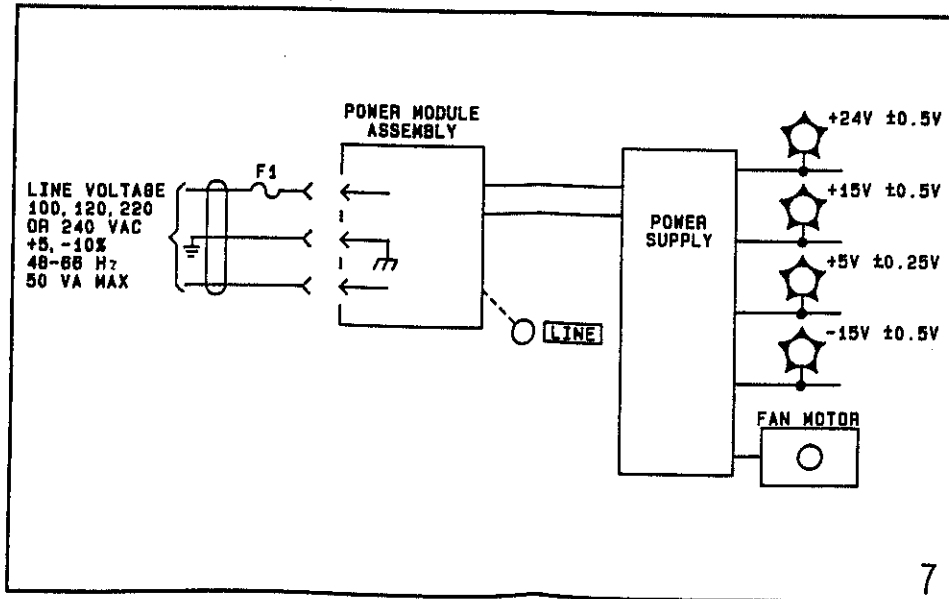 POWER MODULE
ASSEMBLY
F1
LINE VOLTAGE
100, 120, 220
OR 240 VAC
+5, -10%
48-66 Hz
50 VA MAX
LINE
POWER
SUPPLY
+24V ±0.5V
+15V ±0.5V
+5V ±0.25V
-15V ±0.5V
FAN MOTOR
7